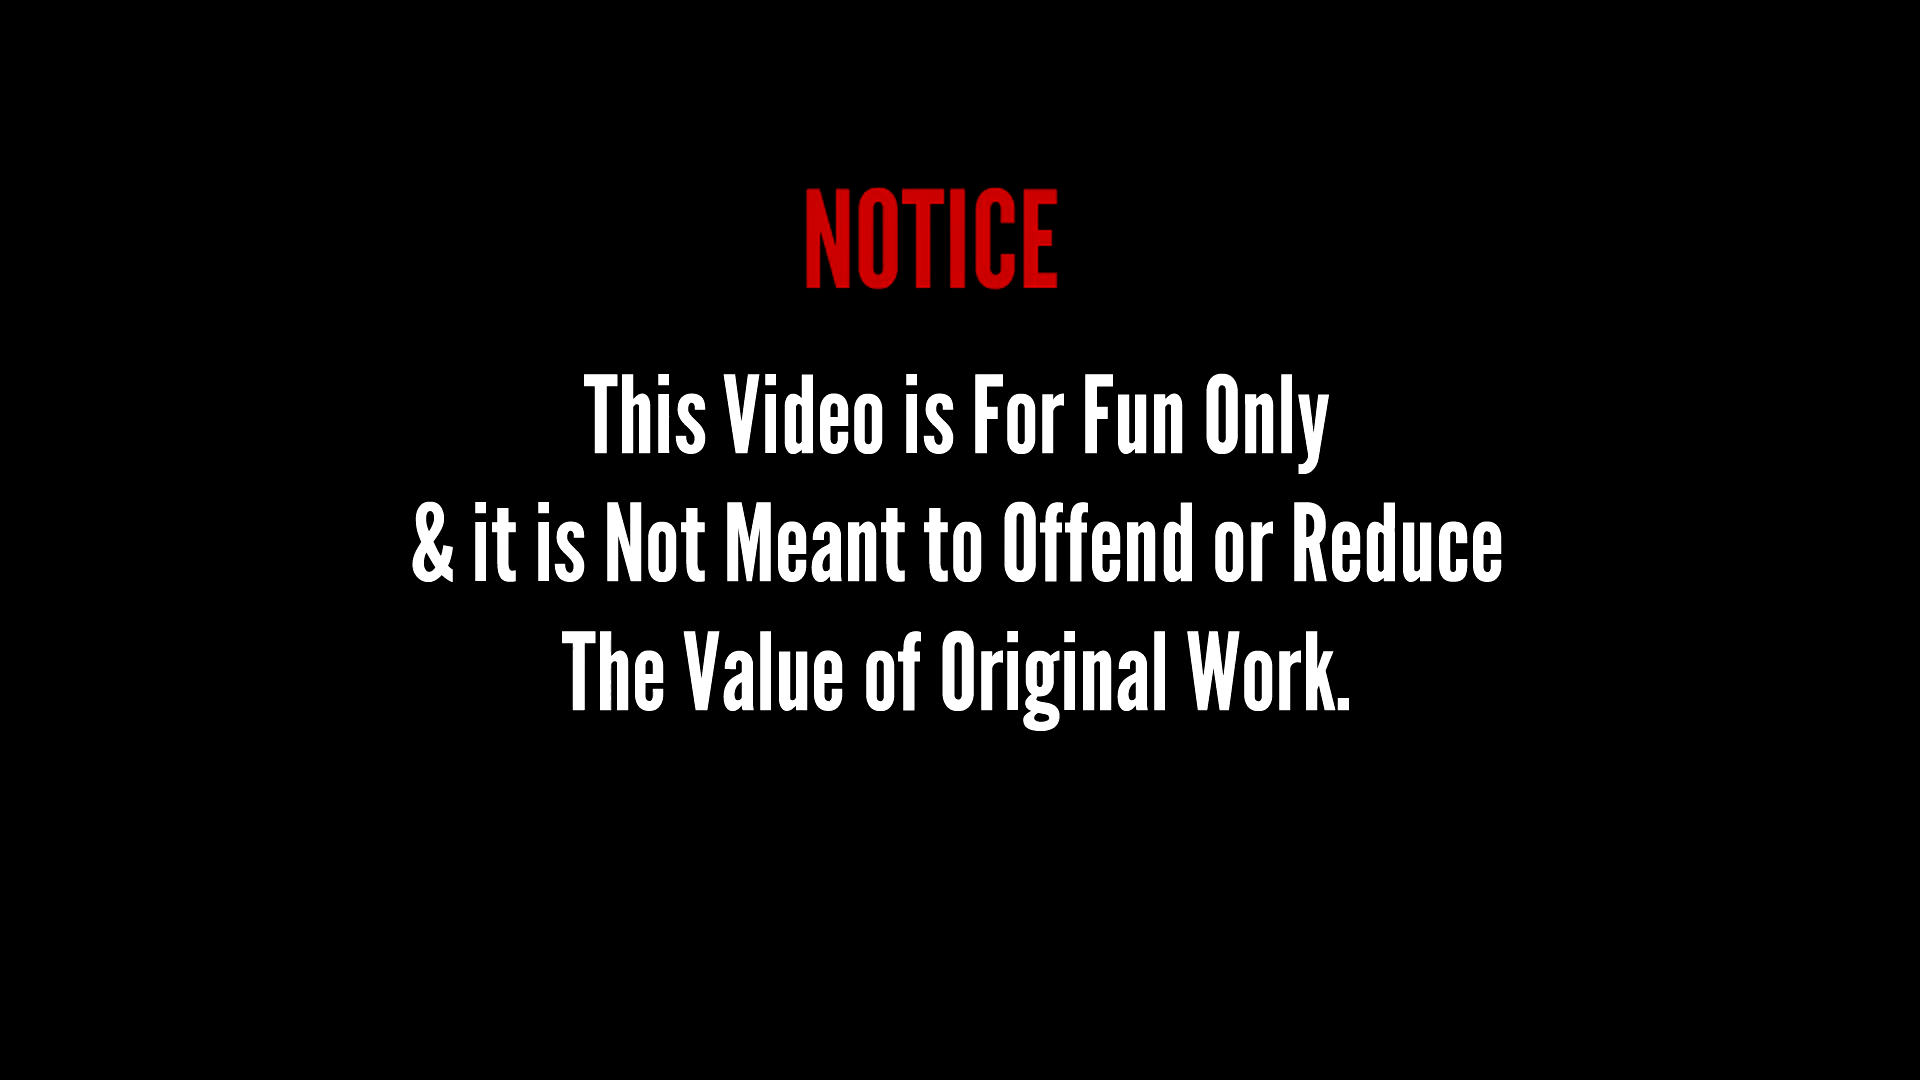 NOTICE
This Video is For Fun Only
& it is Not Meant to Offend or Reduce
The Value of Original Work.